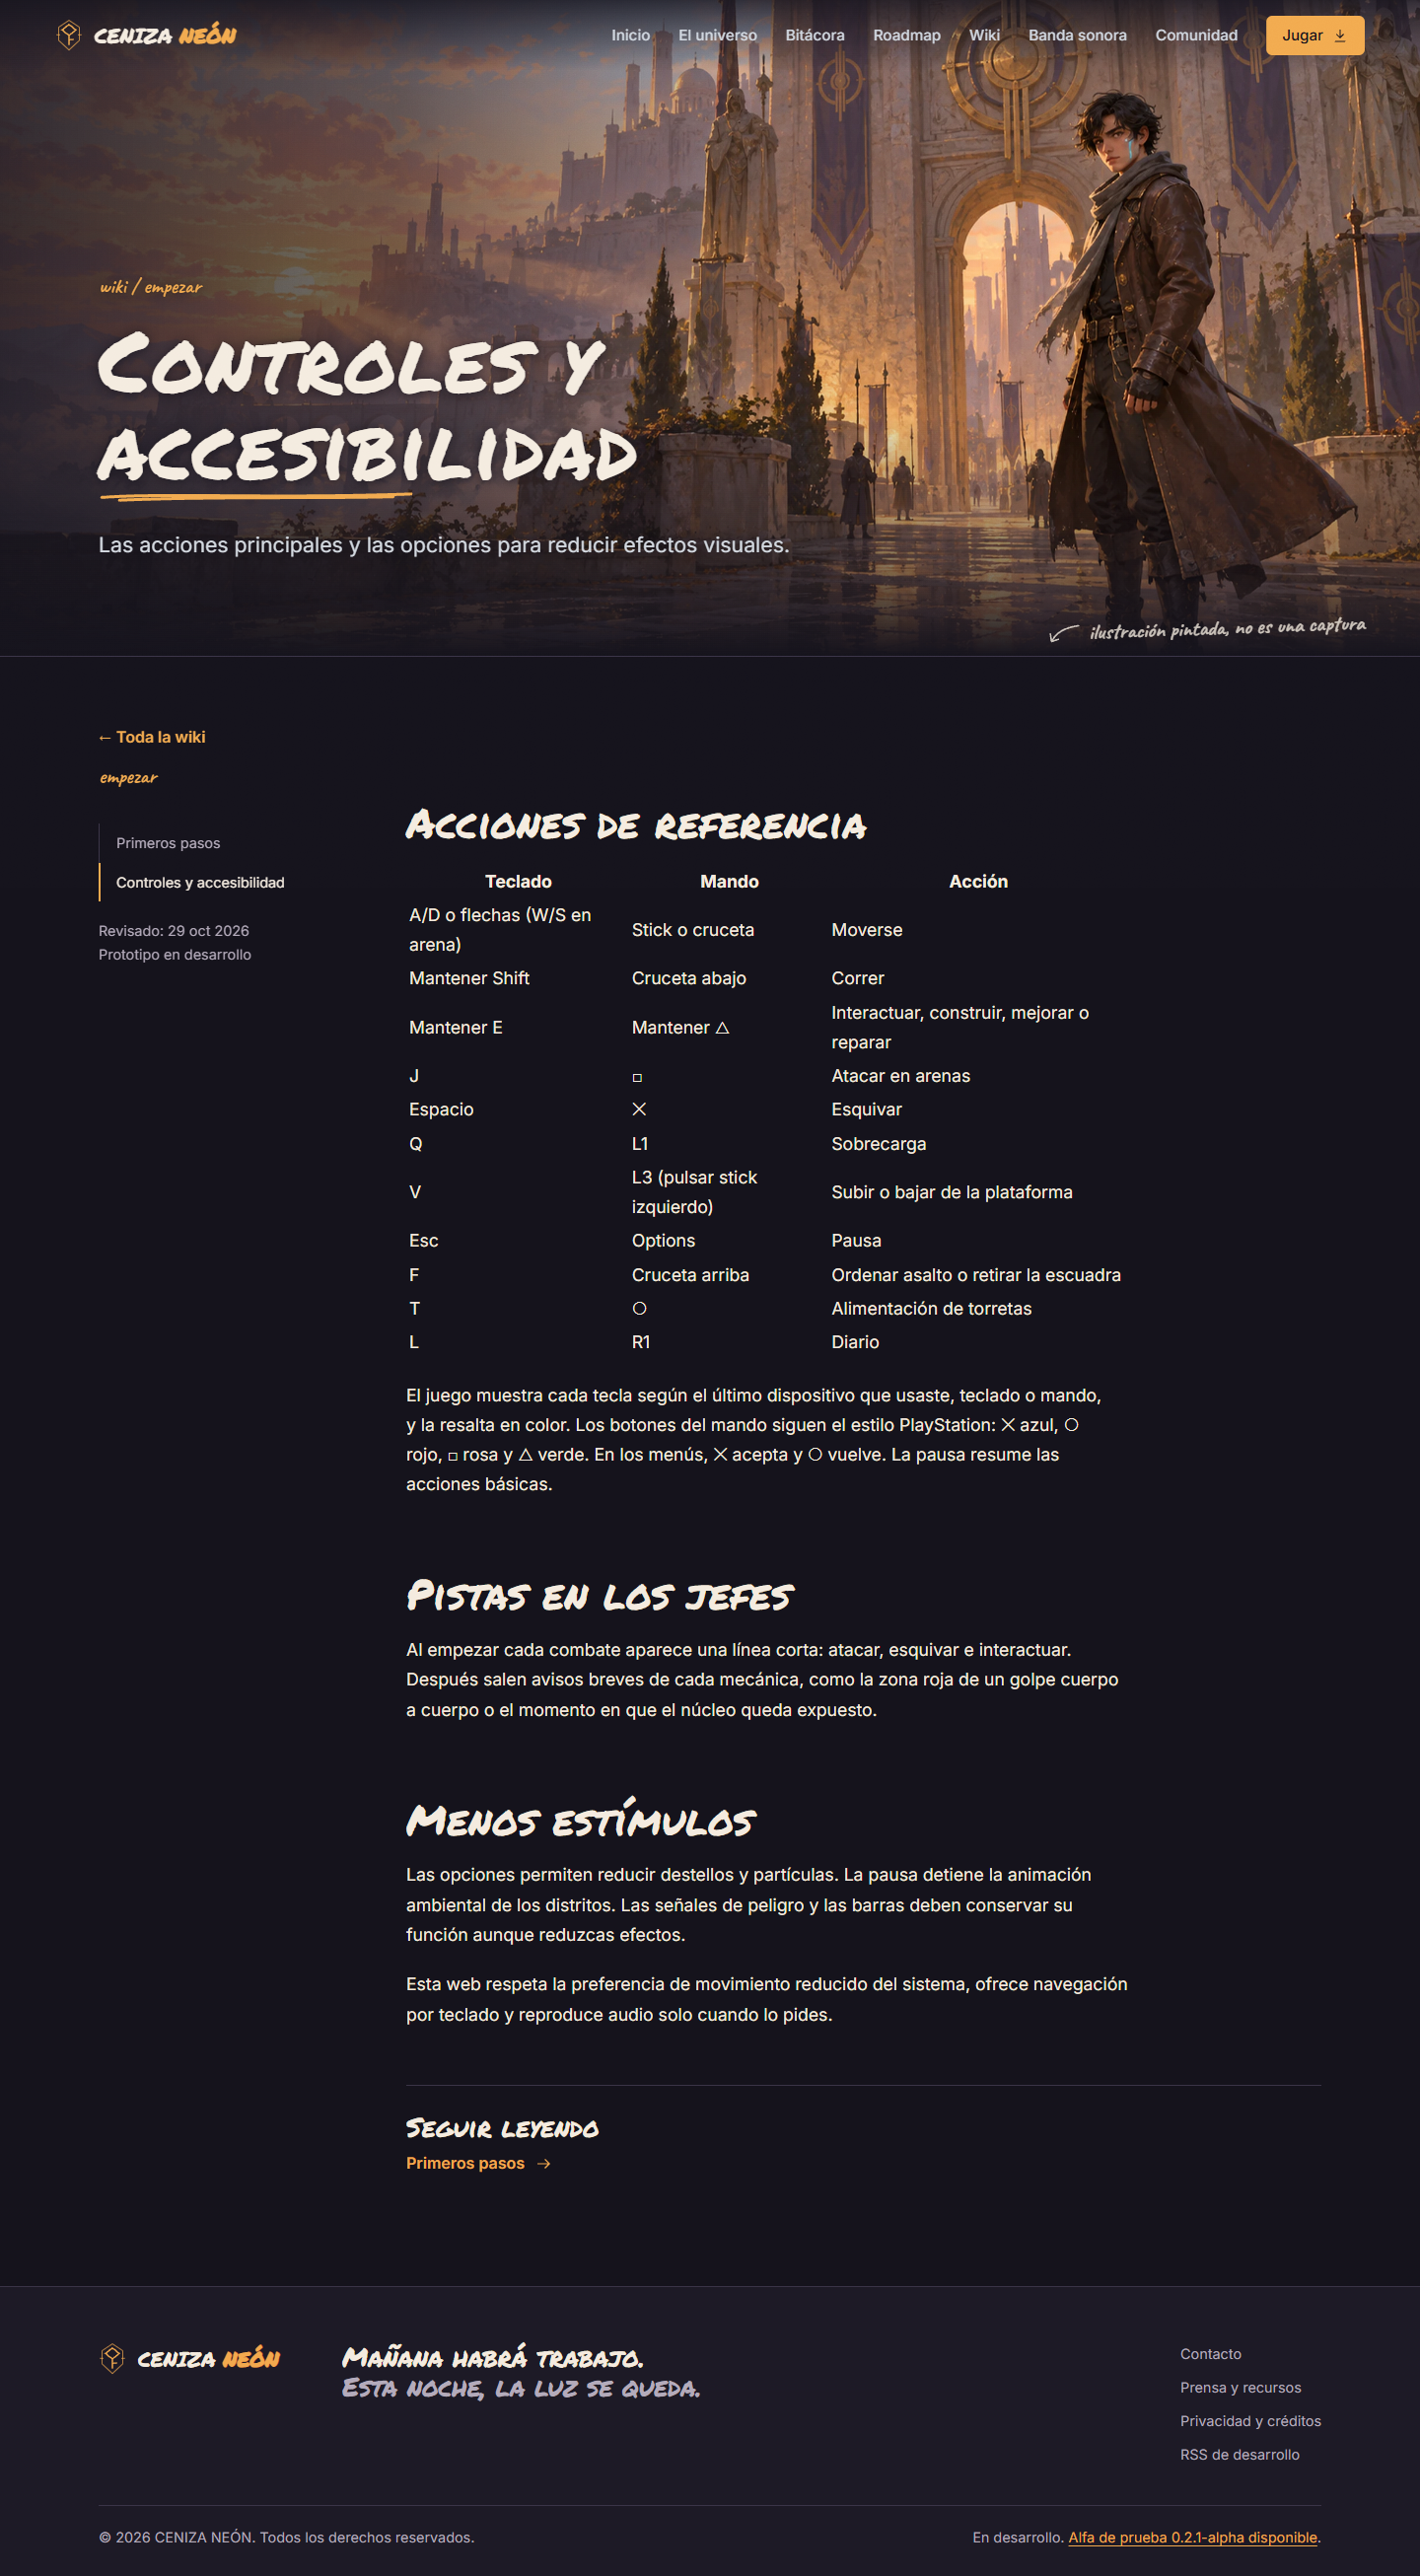 CENIZA NEÓN
Inicio El universo Bitácora Roadmap Wiki Banda sonora Comunidad Jugar
wiki / empezar
Controles y
accesibilidad
Las acciones principales y las opciones para reducir efectos visuales.
ilustración pintada, no es una captura
← Toda la wiki
empezar
Primeros pasos
Controles y accesibilidad
Revisado: 29 oct 2026
Prototipo en desarrollo
Acciones de referencia
Teclado Mando Acción
A/D o flechas (W/S en
arena) Stick o cruceta Moverse
Mantener Shift Cruceta abajo Correr
Mantener E Mantener △ Interactuar, construir, mejorar o
reparar
J □ Atacar en arenas
Espacio ✕ Esquivar
Q L1 Sobrecarga
V L3 (pulsar stick
izquierdo) Subir o bajar de la plataforma
Esc Options Pausa
F Cruceta arriba Ordenar asalto o retirar la escuadra
T ○ Alimentación de torretas
L R1 Diario
El juego muestra cada tecla según el último dispositivo que usaste, teclado o mando,
y la resalta en color. Los botones del mando siguen el estilo PlayStation: ✕ azul, ○
rojo, □ rosa y △ verde. En los menús, ✕ acepta y ○ vuelve. La pausa resume las
acciones básicas.
Pistas en los jefes
Al empezar cada combate aparece una línea corta: atacar, esquivar e interactuar.
Después salen avisos breves de cada mecánica, como la zona roja de un golpe cuerpo
a cuerpo o el momento en que el núcleo queda expuesto.
Menos estímulos
Las opciones permiten reducir destellos y partículas. La pausa detiene la animación
ambiental de los distritos. Las señales de peligro y las barras deben conservar su
función aunque reduzcas efectos.
Esta web respeta la preferencia de movimiento reducido del sistema, ofrece navegación
por teclado y reproduce audio solo cuando lo pides.
Seguir leyendo
Primeros pasos →
CENIZA NEÓN
Mañana habrá trabajo.
Esta noche, la luz se queda.
Contacto
Prensa y recursos
Privacidad y créditos
RSS de desarrollo
© 2026 CENIZA NEÓN. Todos los derechos reservados.
En desarrollo. Alfa de prueba 0.2.1-alpha disponible.